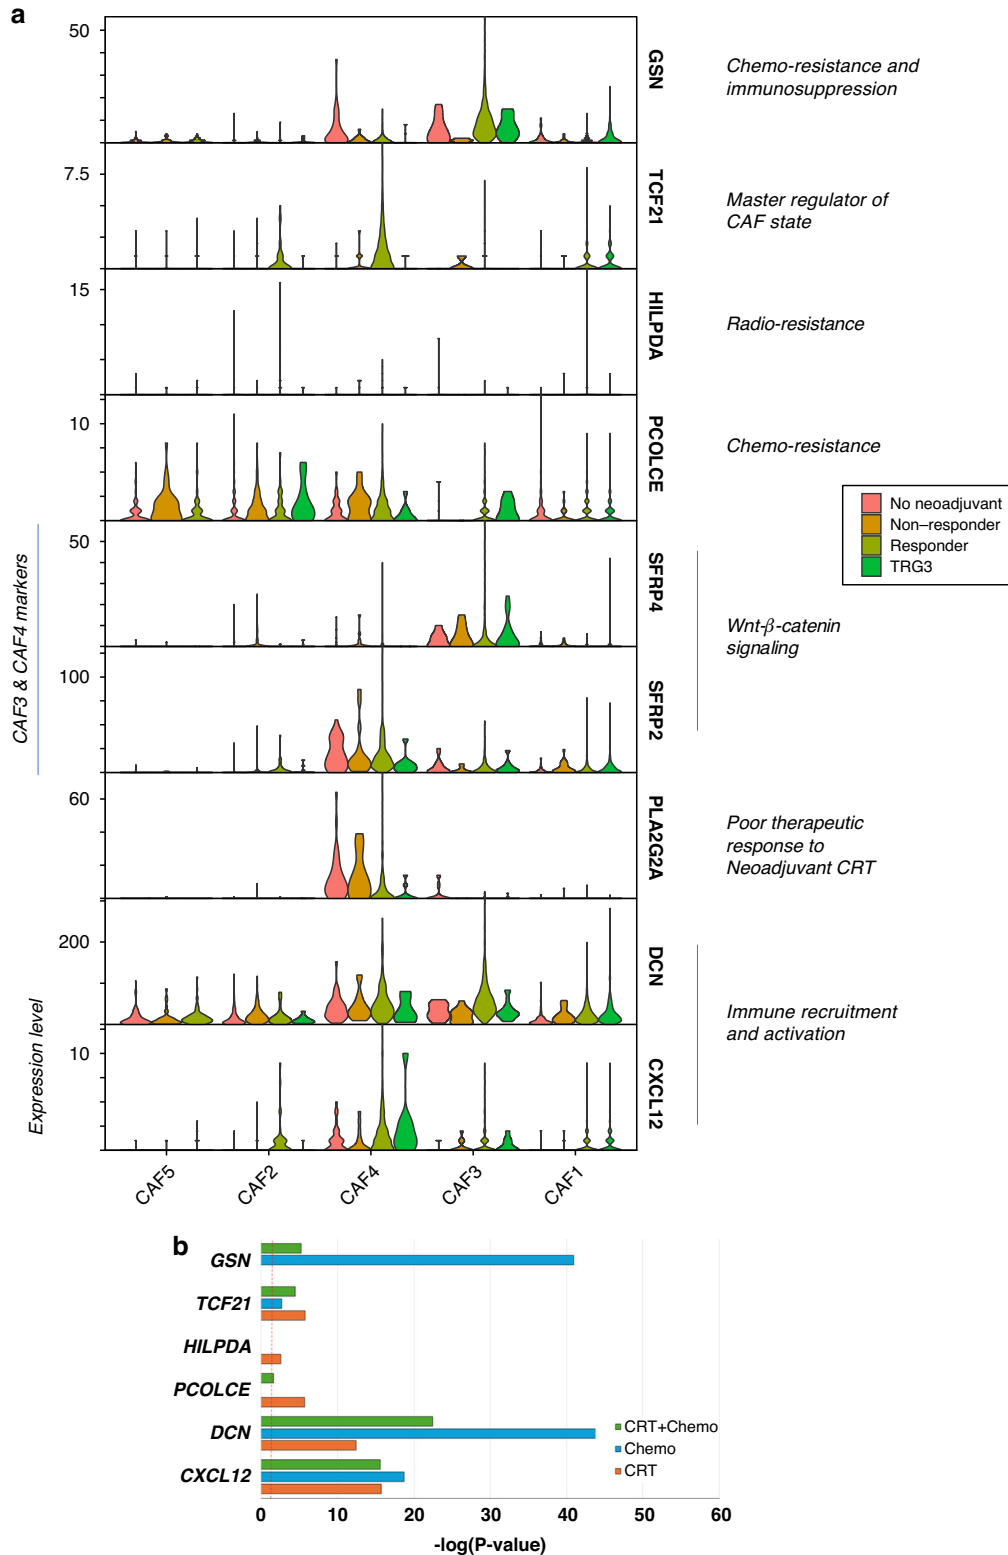 a
50
GSN
Chemo-resistance and
immunosuppression
7.5
TCF21
Master regulator of
CAF state
15
HILPDA
Radio-resistance
10
PCOLCE
Chemo-resistance
No neoadjuvant
Non–responder
Responder
TRG3
CAF3 & CAF4 markers
50
SFRP4
Wnt-β-catenin
signaling
100
SFRP2
60
PLA2G2A
Poor therapeutic
response to
Neoadjuvant CRT
Expression level
200
DCN
Immune recruitment
and activation
10
CXCL12
CAF5
CAF2
CAF4
CAF3
CAF1
b
GSN
TCF21
HILPDA
PCOLCE
DCN
CXCL12
CRT+Chemo
Chemo
CRT
0 10 20 30 40 50 60
-log(P-value)